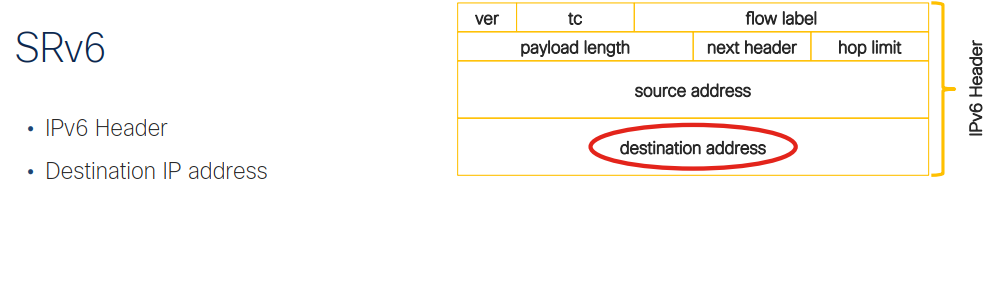 SRv6
• IPv6 Header
• Destination IP address
ver tc flow label
payload length next header hop limit
source address
destination address
IPv6 Header